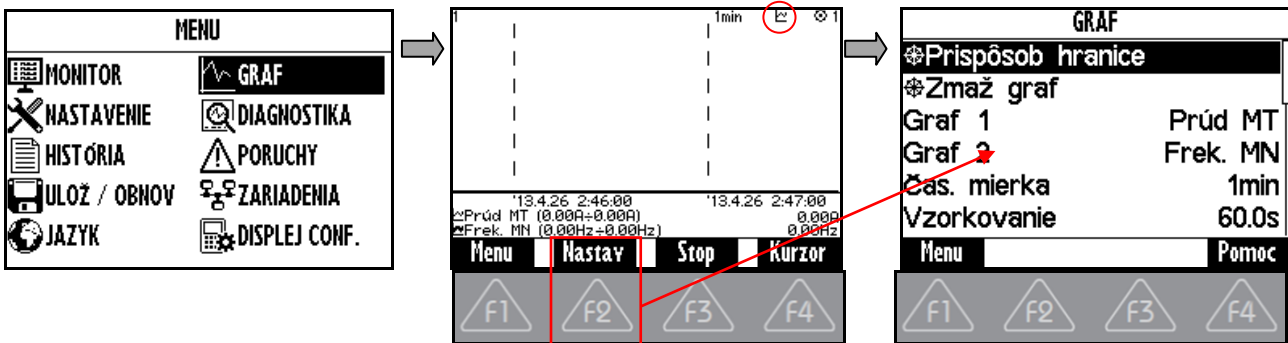 MENU
MONITOR GRAF
NASTAVENIE DIAGNOSTIKA
HISTÓRIA PORUCHY
ULOŽ / OBNOV ZARIADENIA
JAZYK DISPLEJ CONF.
1 1min 1
'13.4.26 2:46:00 '13.4.26 2:47:00
Prúd MT (0.00A÷0.00A) 0.00A
Frek. MN (0.00Hz÷0.00Hz) 0.00Hz
Menu Nastav Stop Kurzor
F1 F2 F3 F4
GRAF
Prispôsob hranice
Zmaž graf
Graf 1 Prúd MT
Graf 2 Frek. MN
Čas. mierka 1min
Vzorkovanie 60.0s
Menu Pomoc
F1 F2 F3 F4